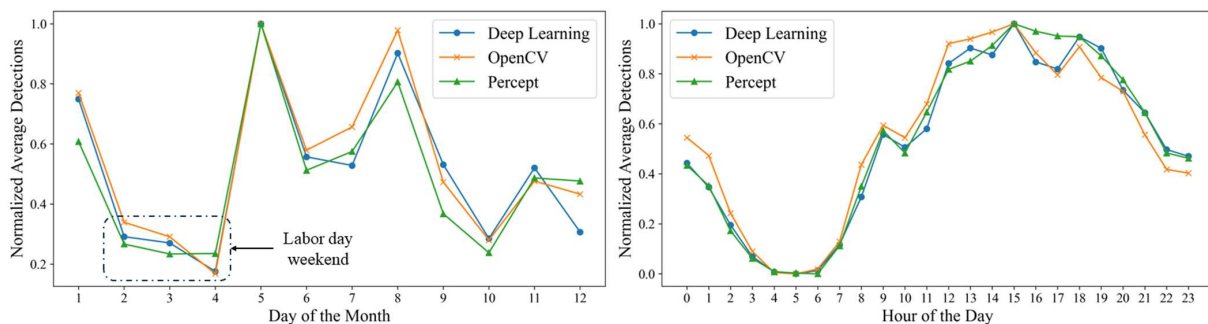 Normalized Average Detections
1.0
0.8
0.6
0.4
0.2
Deep Learning
OpenCV
Percept
Labor day
weekend
1 2 3 4 5 6 7 8 9 10 11 12
Day of the Month
Normalized Average Detections
1.0
0.8
0.6
0.4
0.2
0.0
Deep Learning
OpenCV
Percept
0 1 2 3 4 5 6 7 8 9 10 11 12 13 14 15 16 17 18 19 20 21 22 23
Hour of the Day